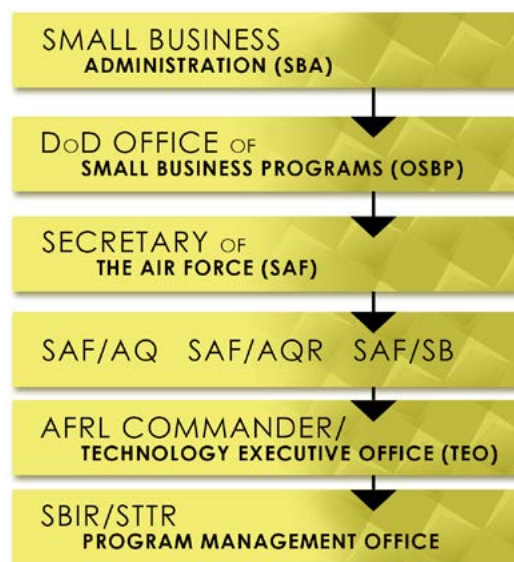 SMALL BUSINESS
ADMINISTRATION (SBA)
DoD OFFICE OF
SMALL BUSINESS PROGRAMS (OSBP)
SECRETARY OF
THE AIR FORCE (SAF)
SAF/AQ SAF/AQR SAF/SB
AFRL COMMANDER/
TECHNOLOGY EXECUTIVE OFFICE (TEO)
SBIR/STTR
PROGRAM MANAGEMENT OFFICE